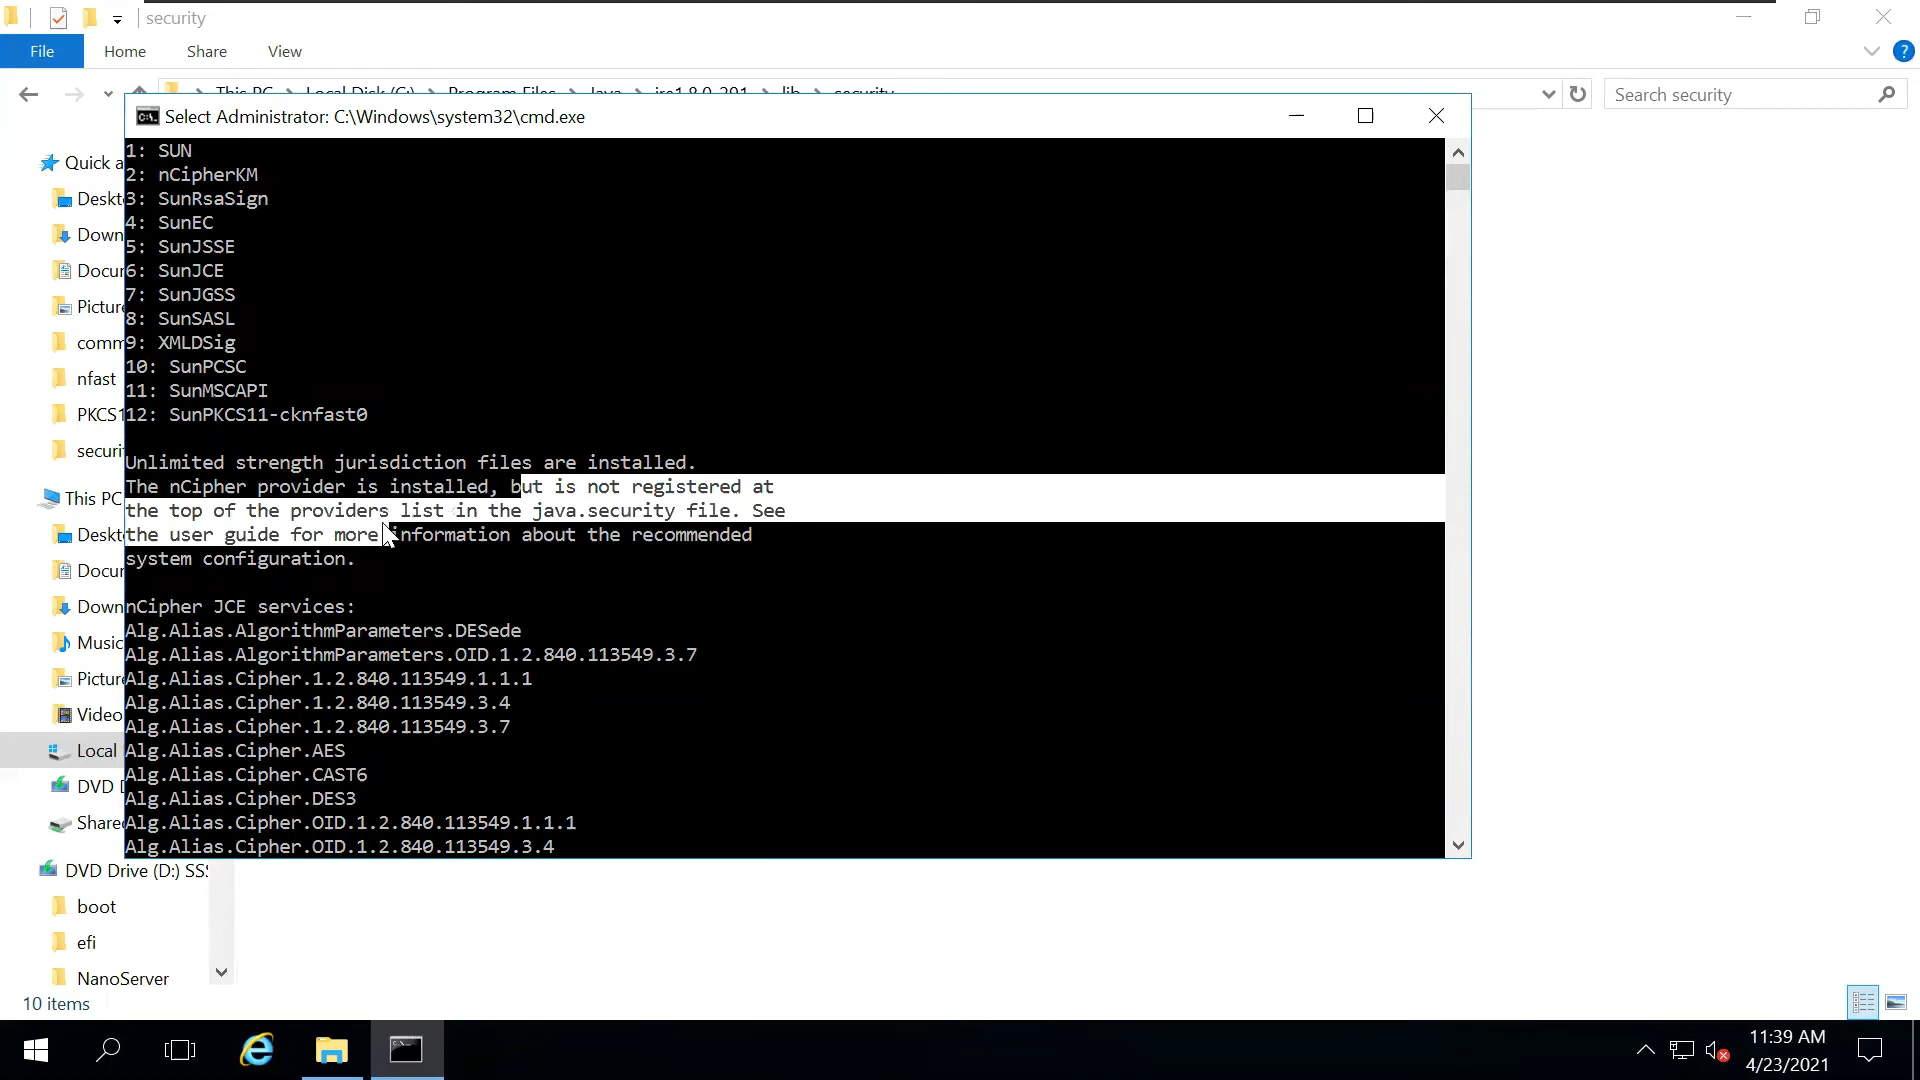 security
File
Home
Share
View
Search security
Select Administrator: C:\Windows\system32\cmd.exe
1: SUN
2: nCipherKM
3: SunRsaSign
4: SunEC
5: SunJSSE
6: SunJCE
7: SunJGSS
8: SunSASL
9: XMLDSig
10: SunPCSC
11: SunMSCAPI
12: SunPKCS11-cknfast0
Unlimited strength jurisdiction files are installed.
The nCipher provider is installed, but is not registered at
the top of the providers list in the java.security file. See
the user guide for more information about the recommended
system configuration.
nCipher JCE services:
Alg.Alias.AlgorithmParameters.DESede
Alg.Alias.AlgorithmParameters.OID.1.2.840.113549.3.7
Alg.Alias.Cipher.1.2.840.113549.1.1.1
Alg.Alias.Cipher.1.2.840.113549.3.4
Alg.Alias.Cipher.1.2.840.113549.3.7
Alg.Alias.Cipher.AES
Alg.Alias.Cipher.CAST6
Alg.Alias.Cipher.DES3
Alg.Alias.Cipher.OID.1.2.840.113549.1.1.1
Alg.Alias.Cipher.OID.1.2.840.113549.3.4
Quick a
Deskt
Down
Docu
Picture
comm
nfast
PKCS1
securi
This PC
Deskt
Docu
Down
Music
Picture
Video
Local
DVD
Share
DVD Drive (D:) SS
boot
efi
NanoServer
10 items
11:39 AM
4/23/2021